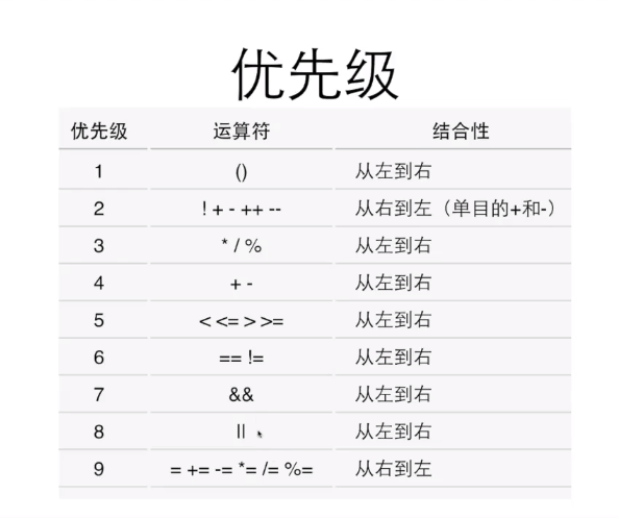 优先级
优先级 运算符 结合性
1 () 从左到右
2 ! + - ++ -- 从右到左（单目的+和-）
3 * / % 从左到右
4 + - 从左到右
5 < <= > >= 从左到右
6 == != 从左到右
7 && 从左到右
8 || 从左到右
9 = += -= *= /= %= 从右到左